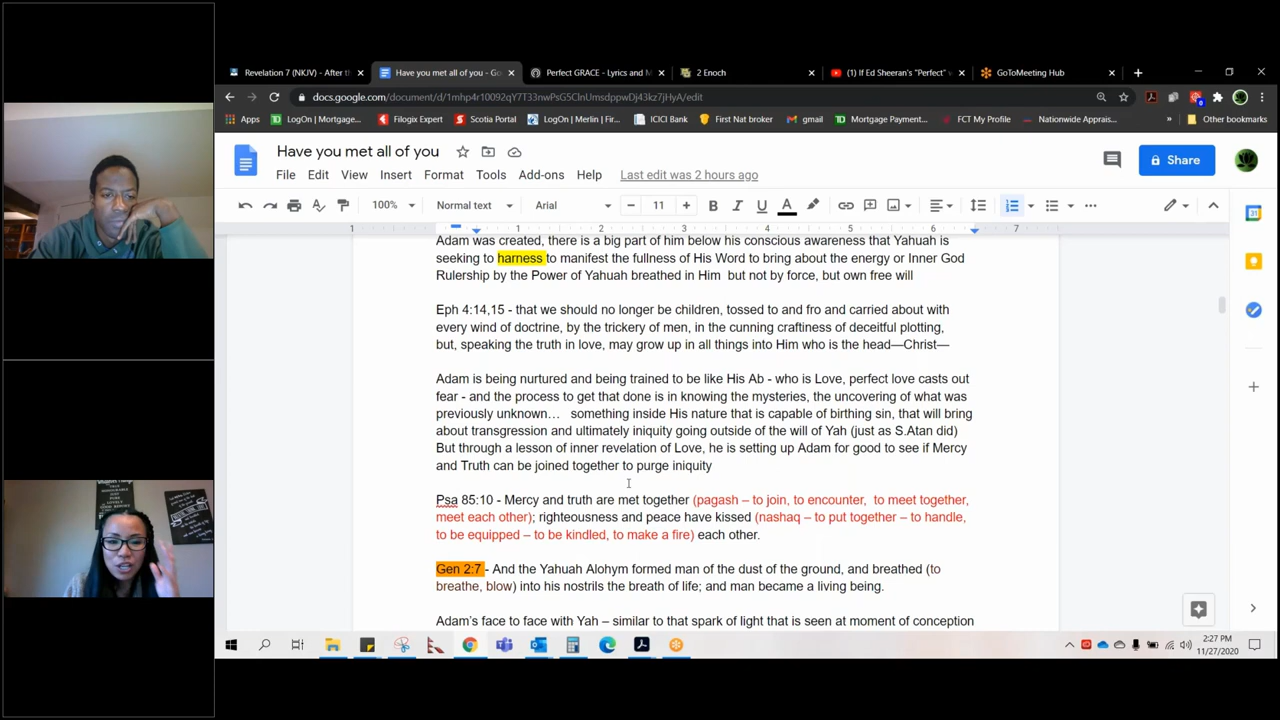 Revelation 7 (NKJV) - After th
Have you met all of you - Go
Perfect GRACE - Lyrics and M
2 Enoch
(1) If Ed Sheeran's "Perfect" w
GoToMeeting Hub
docs.google.com/document/d/1mhp4r10092qY7T33nwPsG5ClnUmsdppwDj43kz7jHyA/edit
Apps LogOn | Mortgage... Filogix Expert Scotia Portal LogOn | Merlin | Fir... ICICI Bank First Nat broker gmail Mortgage Payment... FCT My Profile Nationwide Apprais... » Other bookmarks
Have you met all of you
Share
File Edit View Insert Format Tools Add-ons Help Last edit was 2 hours ago
100% Normal text Arial 11 B I U A
1 1 2 3 4 5 6 7
Adam was created, there is a big part of him below his conscious awareness that Yahuah is
seeking to harness to manifest the fullness of His Word to bring about the energy or Inner God
Rulership by the Power of Yahuah breathed in Him but not by force, but own free will
Eph 4:14,15 - that we should no longer be children, tossed to and fro and carried about with
every wind of doctrine, by the trickery of men, in the cunning craftiness of deceitful plotting,
but, speaking the truth in love, may grow up in all things into Him who is the head—Christ—
Adam is being nurtured and being trained to be like His Ab - who is Love, perfect love casts out
fear - and the process to get that done is in knowing the mysteries, the uncovering of what was
previously unknown… something inside His nature that is capable of birthing sin, that will bring
about transgression and ultimately iniquity going outside of the will of Yah (just as S.Atan did)
But through a lesson of inner revelation of Love, he is setting up Adam for good to see if Mercy
and Truth can be joined together to purge iniquity
Psa 85:10 - Mercy and truth are met together (pagash – to join, to encounter, to meet together,
meet each other); righteousness and peace have kissed (nashaq – to put together – to handle,
to be equipped – to be kindled, to make a fire) each other.
Gen 2:7 - And the Yahuah Alohym formed man of the dust of the ground, and breathed (to
breathe, blow) into his nostrils the breath of life; and man became a living being.
Adam's face to face with Yah – similar to that spark of light that is seen at moment of conception
2:27 PM
11/27/2020